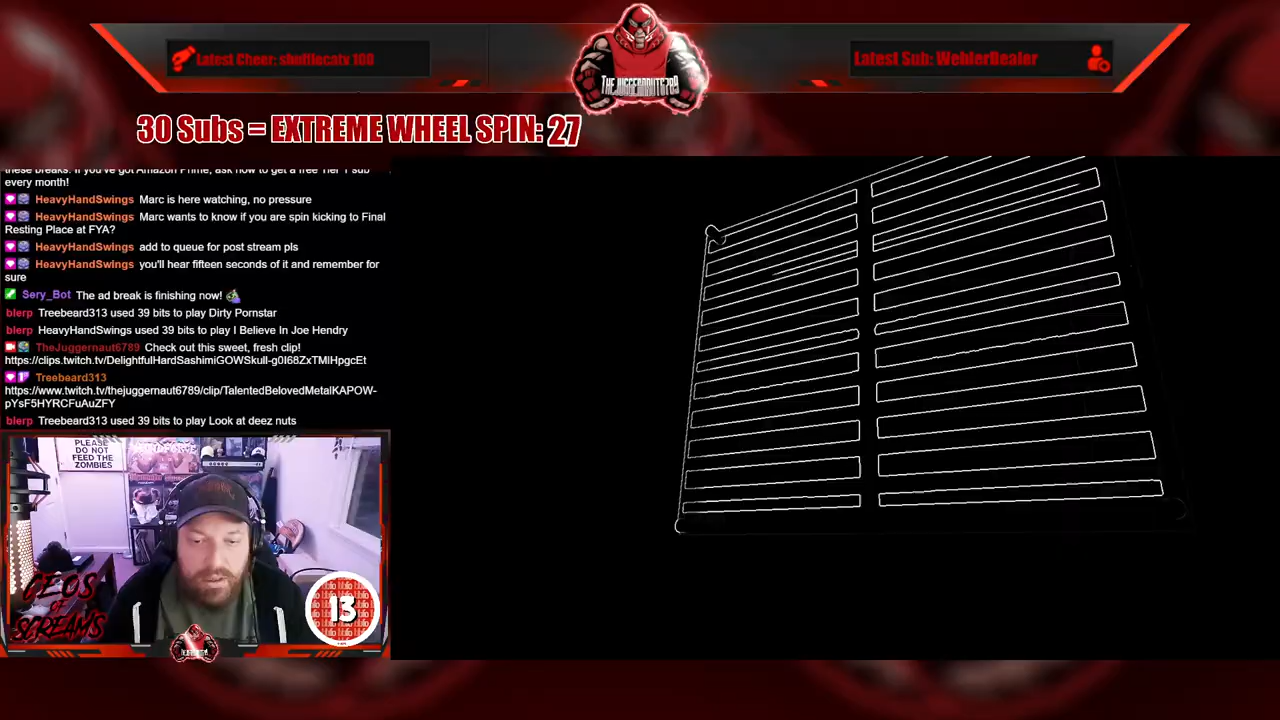 Latest Cheer: shufflecatx 100
THEJUGGERNAUT6789
Latest Sub: WehlerDealer
30 Subs = EXTREME WHEEL SPIN: 27
these breaks. If you've got Amazon Prime, ask how to get a free Tier 1 sub
every month!
HeavyHandSwings Marc is here watching, no pressure
HeavyHandSwings Marc wants to know if you are spin kicking to Final
Resting Place at FYA?
HeavyHandSwings add to queue for post stream pls
HeavyHandSwings you'll hear fifteen seconds of it and remember for
sure
Sery_Bot The ad break is finishing now!
blerp Treebeard313 used 39 bits to play Dirty Pornstar
blerp HeavyHandSwings used 39 bits to play I Believe In Joe Hendry
TheJuggernaut6789 Check out this sweet, fresh clip!
https://clips.twitch.tv/DelightfulHardSashimiGOWSkull-g0I68ZxTMlHpgcEt
Treebeard313
https://www.twitch.tv/thejuggernaut6789/clip/TalentedBelovedMetalKAPOW-
pYsF5HYRCFuAuZFY
blerp Treebeard313 used 39 bits to play Look at deez nuts
PLEASE
DO NOT
FEED THE
ZOMBIES
GEOS
OF
SCREAMS
13